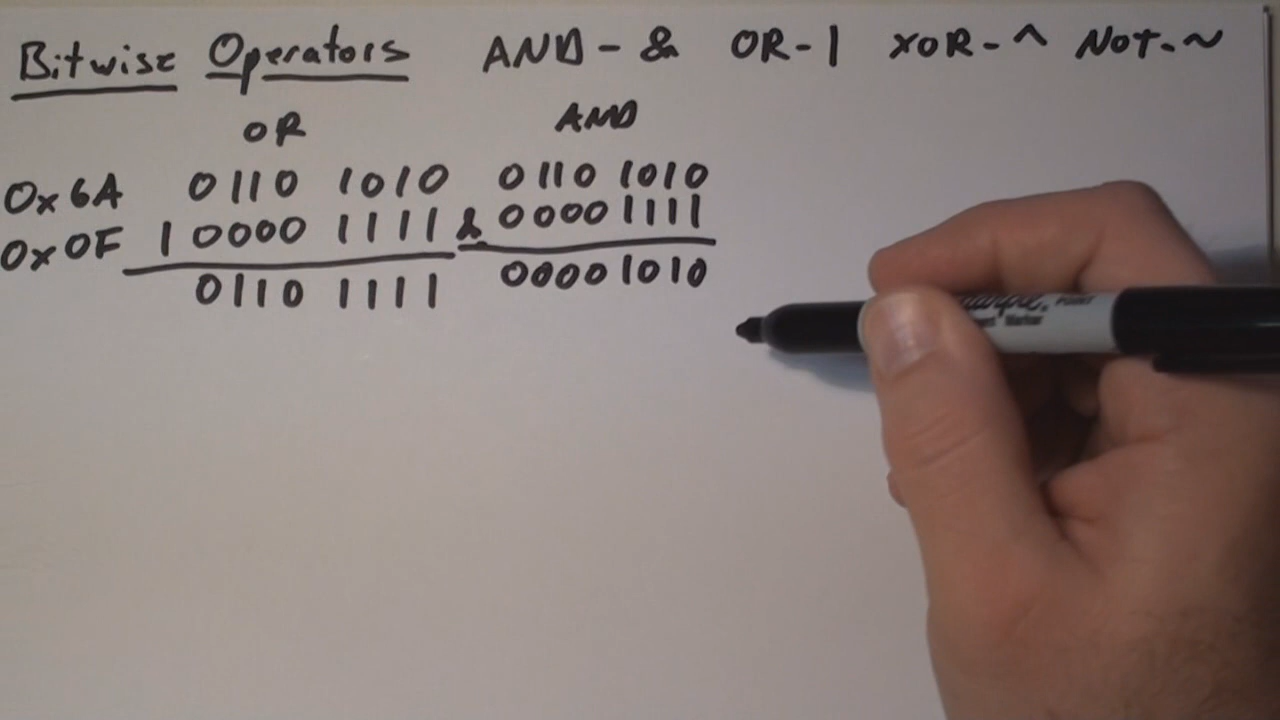 Bitwise Operators AND - & OR - | XOR - ^ NOT - ~
OR AND
0x6A 0110 1010 0110 1010
0x0F | 0000 1111 & 0000 1111
0110 1111 0000 1010